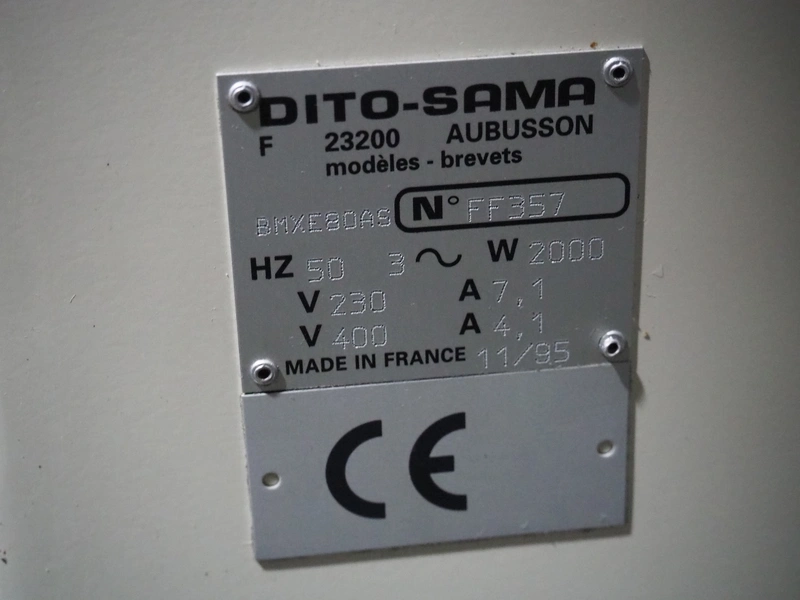 DITO-SAMA
F 23200 AUBUSSON
modèles - brevets
BMXE80AS N° FF357
HZ 50 3 ~ W 2000
V 230 A 7,1
V 400 A 4,1
MADE IN FRANCE 11/95
CE